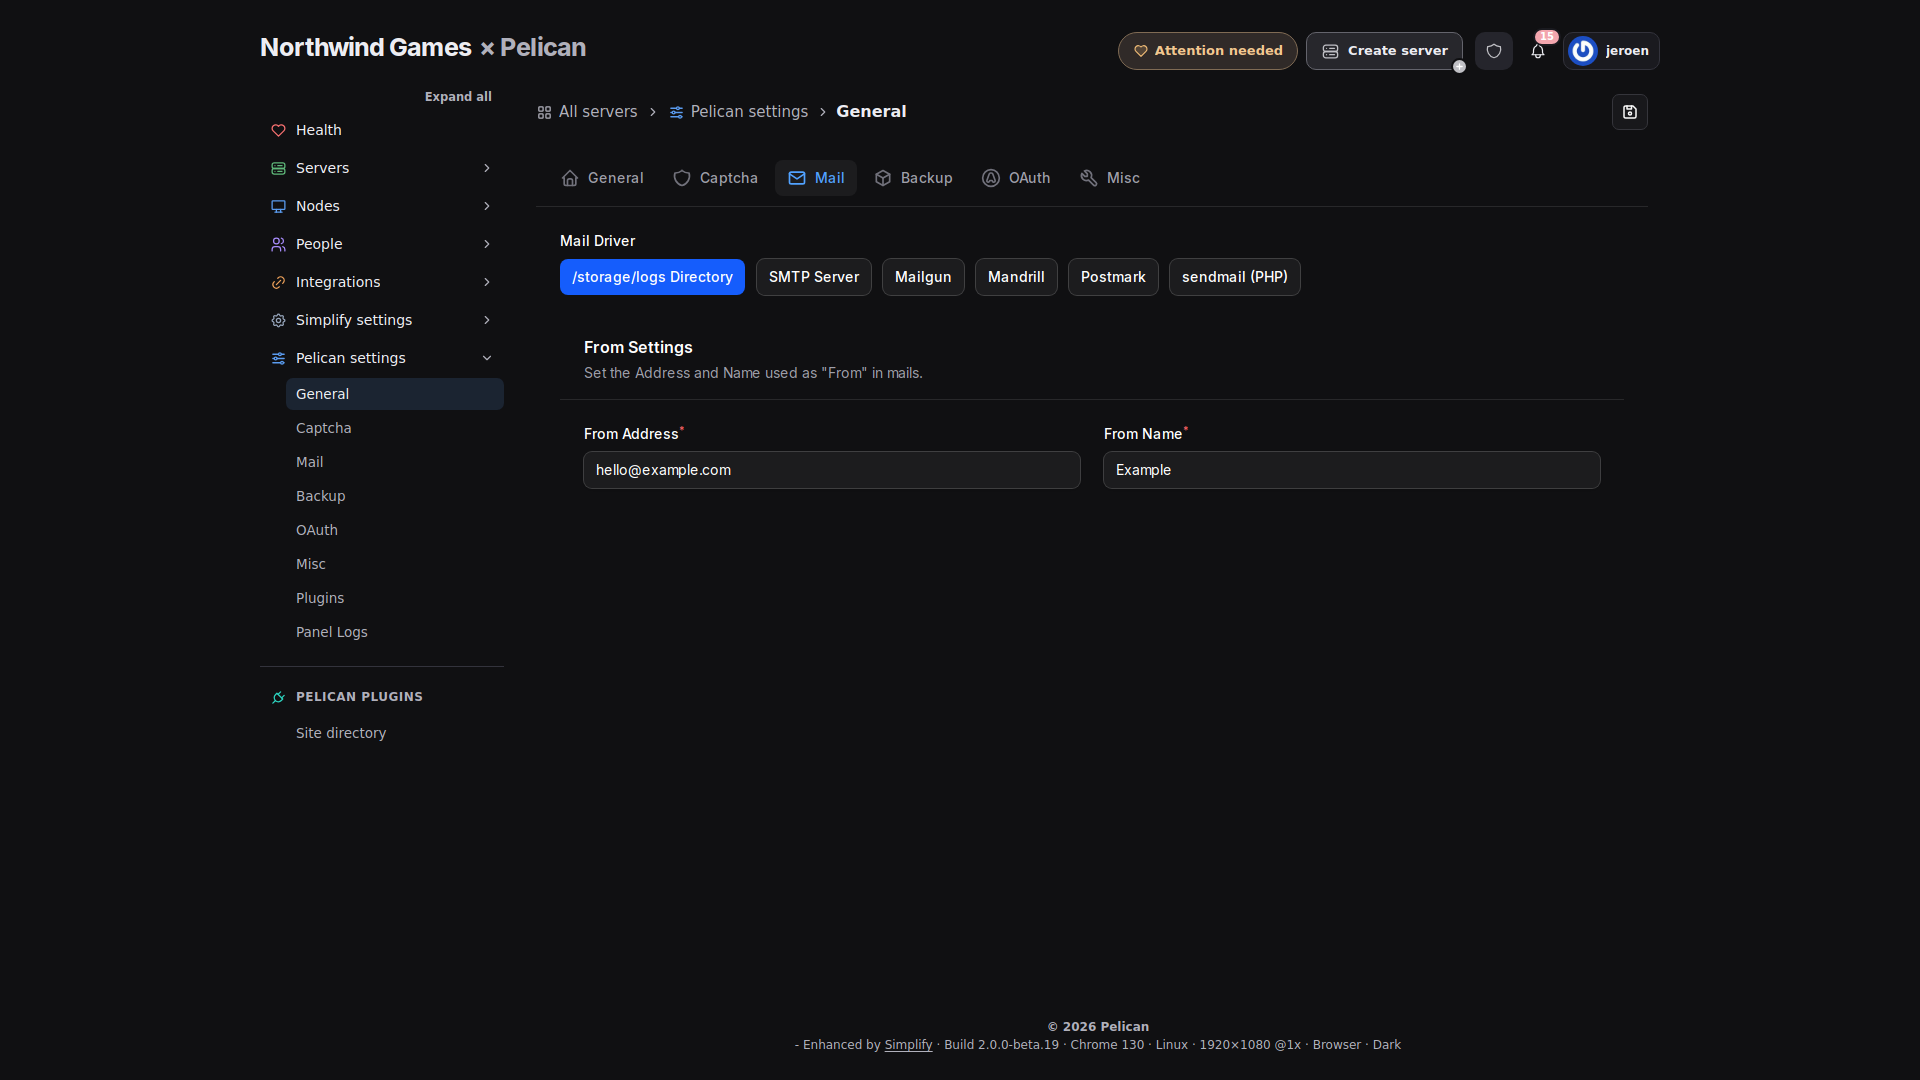 Northwind Games × Pelican
Attention needed
Create server
15
jeroen
Expand all
Health
Servers
Nodes
People
Integrations
Simplify settings
Pelican settings
General
Captcha
Mail
Backup
OAuth
Misc
Plugins
Panel Logs
PELICAN PLUGINS
Site directory
All servers > Pelican settings > General
General Captcha Mail Backup OAuth Misc
Mail Driver
/storage/logs Directory SMTP Server Mailgun Mandrill Postmark sendmail (PHP)
From Settings
Set the Address and Name used as "From" in mails.
From Address*
hello@example.com
From Name*
Example
© 2026 Pelican
- Enhanced by Simplify · Build 2.0.0-beta.19 · Chrome 130 · Linux · 1920×1080 @1x · Browser · Dark